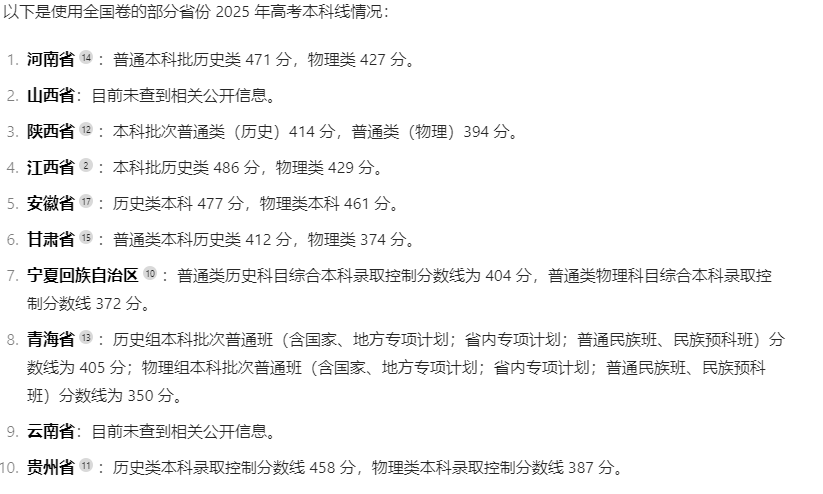 以下是使用全国卷的部分省份 2025 年高考本科线情况：
1. 河南省 14 ：普通本科批历史类 471 分，物理类 427 分。
2. 山西省：目前未查到相关公开信息。
3. 陕西省 12 ：本科批次普通类（历史）414 分，普通类（物理）394 分。
4. 江西省 2 ：本科批历史类 486 分，物理类 429 分。
5. 安徽省 17 ：历史类本科 477 分，物理类本科 461 分。
6. 甘肃省 15 ：普通类本科历史类 412 分，物理类 374 分。
7. 宁夏回族自治区 10 ：普通类历史科目综合本科录取控制分数线为 404 分，普通类物理科目综合本科录取控
制分数线 372 分。
8. 青海省 13 ：历史组本科批次普通班（含国家、地方专项计划；省内专项计划；普通民族班、民族预科班）分
数线为 405 分；物理组本科批次普通班（含国家、地方专项计划；省内专项计划；普通民族班、民族预科
班）分数线为 350 分。
9. 云南省：目前未查到相关公开信息。
10. 贵州省 11 ：历史类本科录取控制分数线 458 分，物理类本科录取控制分数线 387 分。